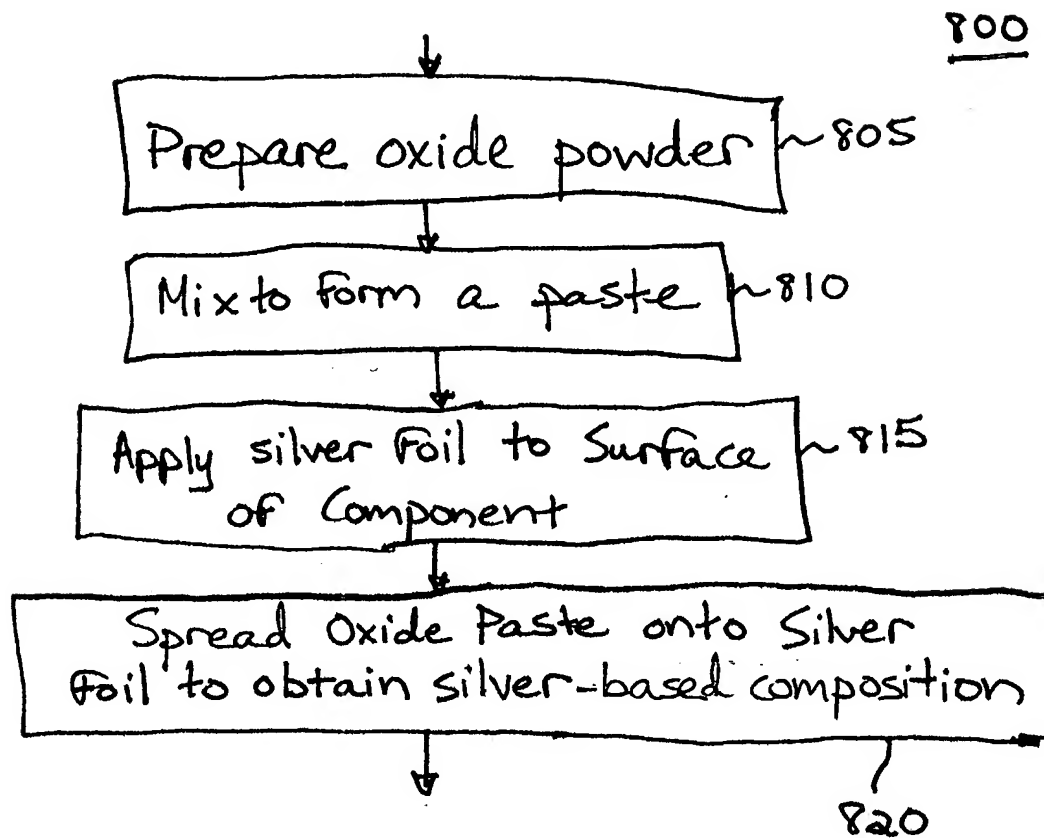 800
Prepare oxide powder ~805
Mix to form a paste ~810
Apply silver Foil to Surface ~815
of Component
Spread Oxide Paste onto Silver
Foil to obtain silver-based composition
820